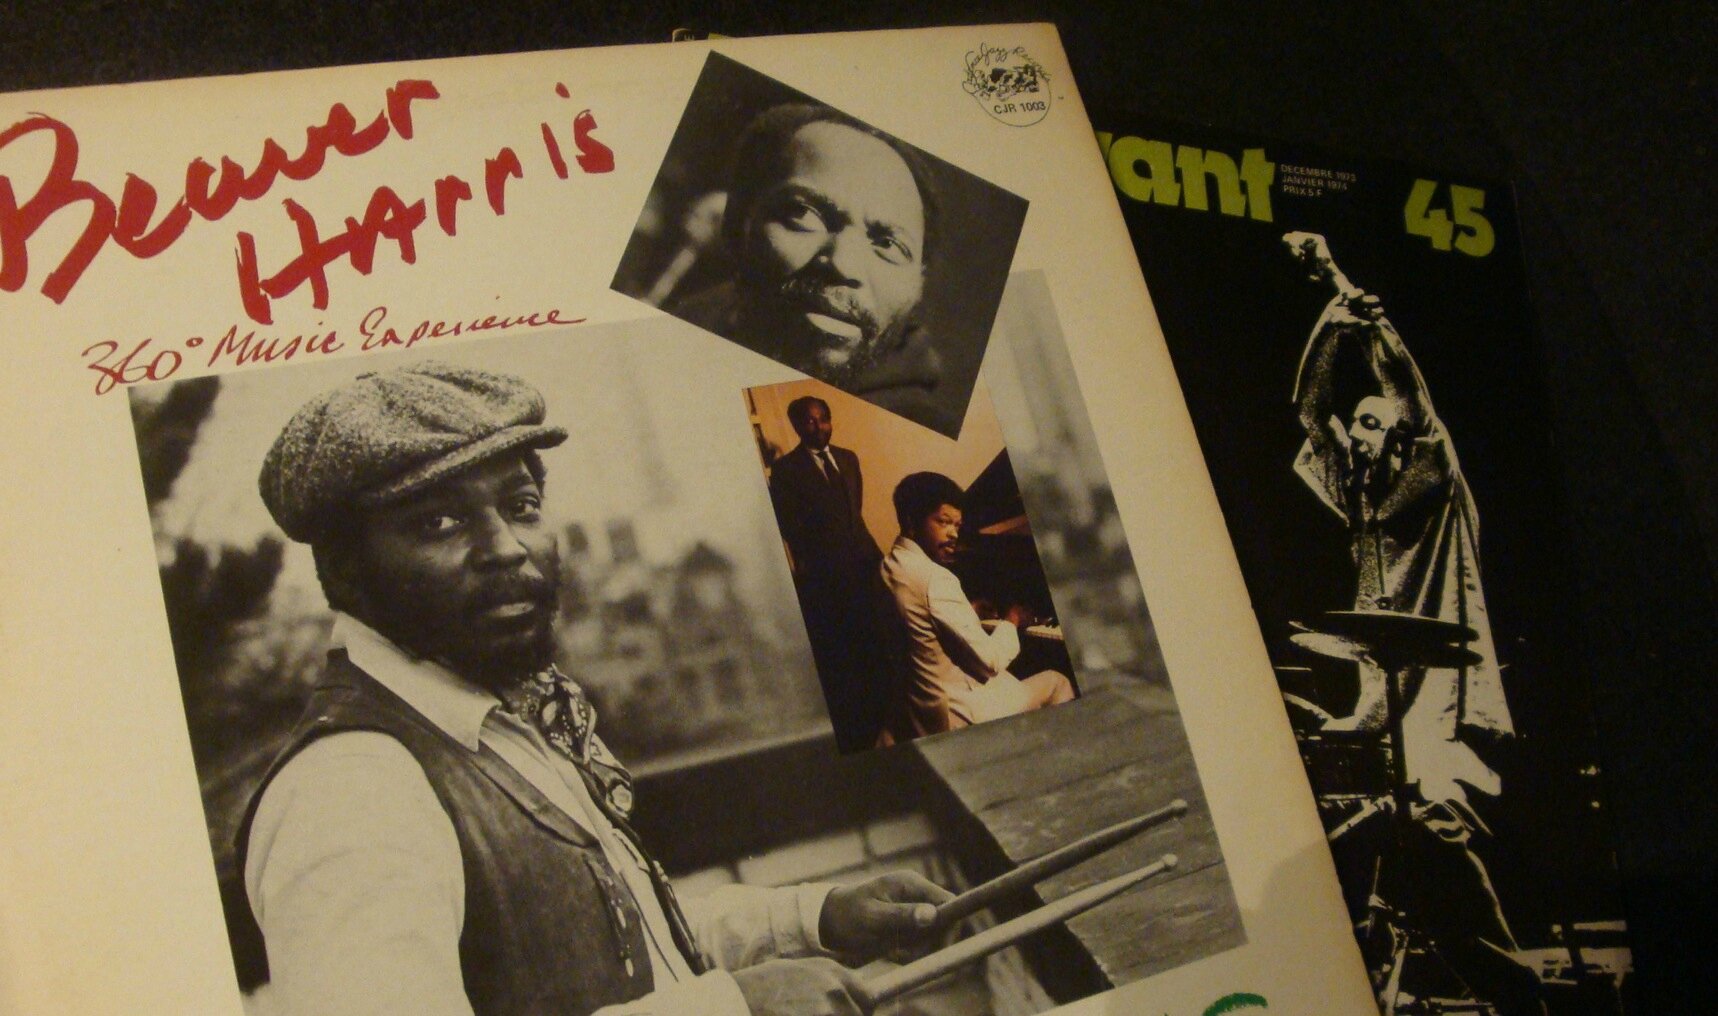 Beaver
HArris
360° Music Experience
CJR 1003
vant
DECEMBRE 1973
JANVIER 1974
PRIX 5 F
45